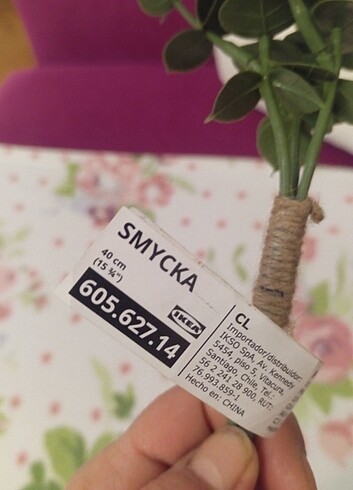 SMYCKA
40 cm
(15 ¾")
605.627.14
IKEA
CL
Importador/distribuidor:
IKSO SpA, Av. Kennedy
5454, piso 5, Vitacura,
Santiago, Chile, Tel.:
56 2 241 28 900, RUT:
76.993.859-1
Hecho en: CHINA